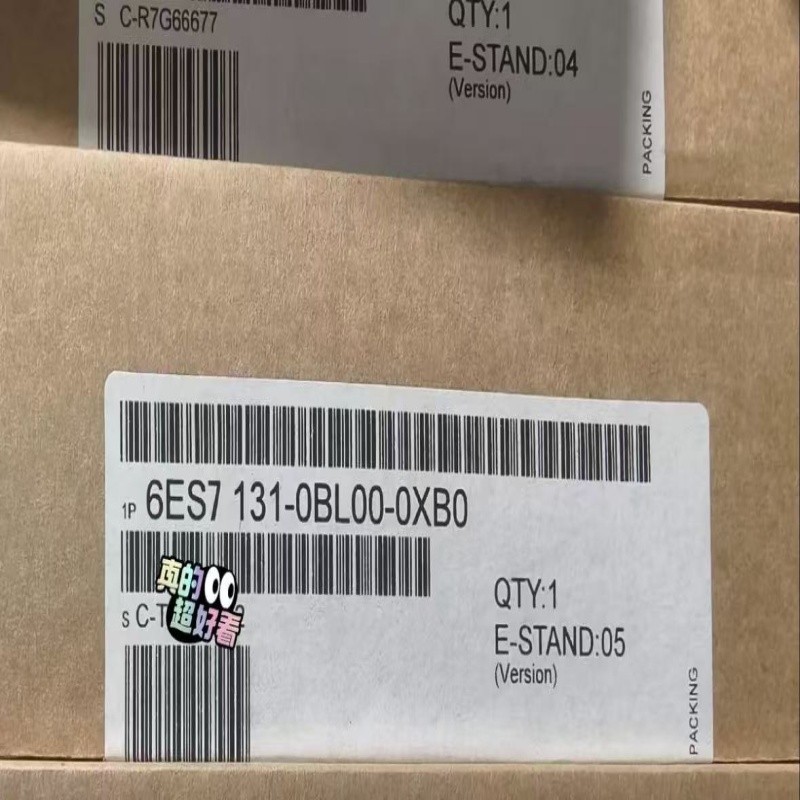 S C-R7G66677
QTY:1
E-STAND:04
(Version)
PACKING
1P 6ES7 131-0BL00-0XB0
S C-T
真的
超好看
QTY:1
E-STAND:05
(Version)
PACKING